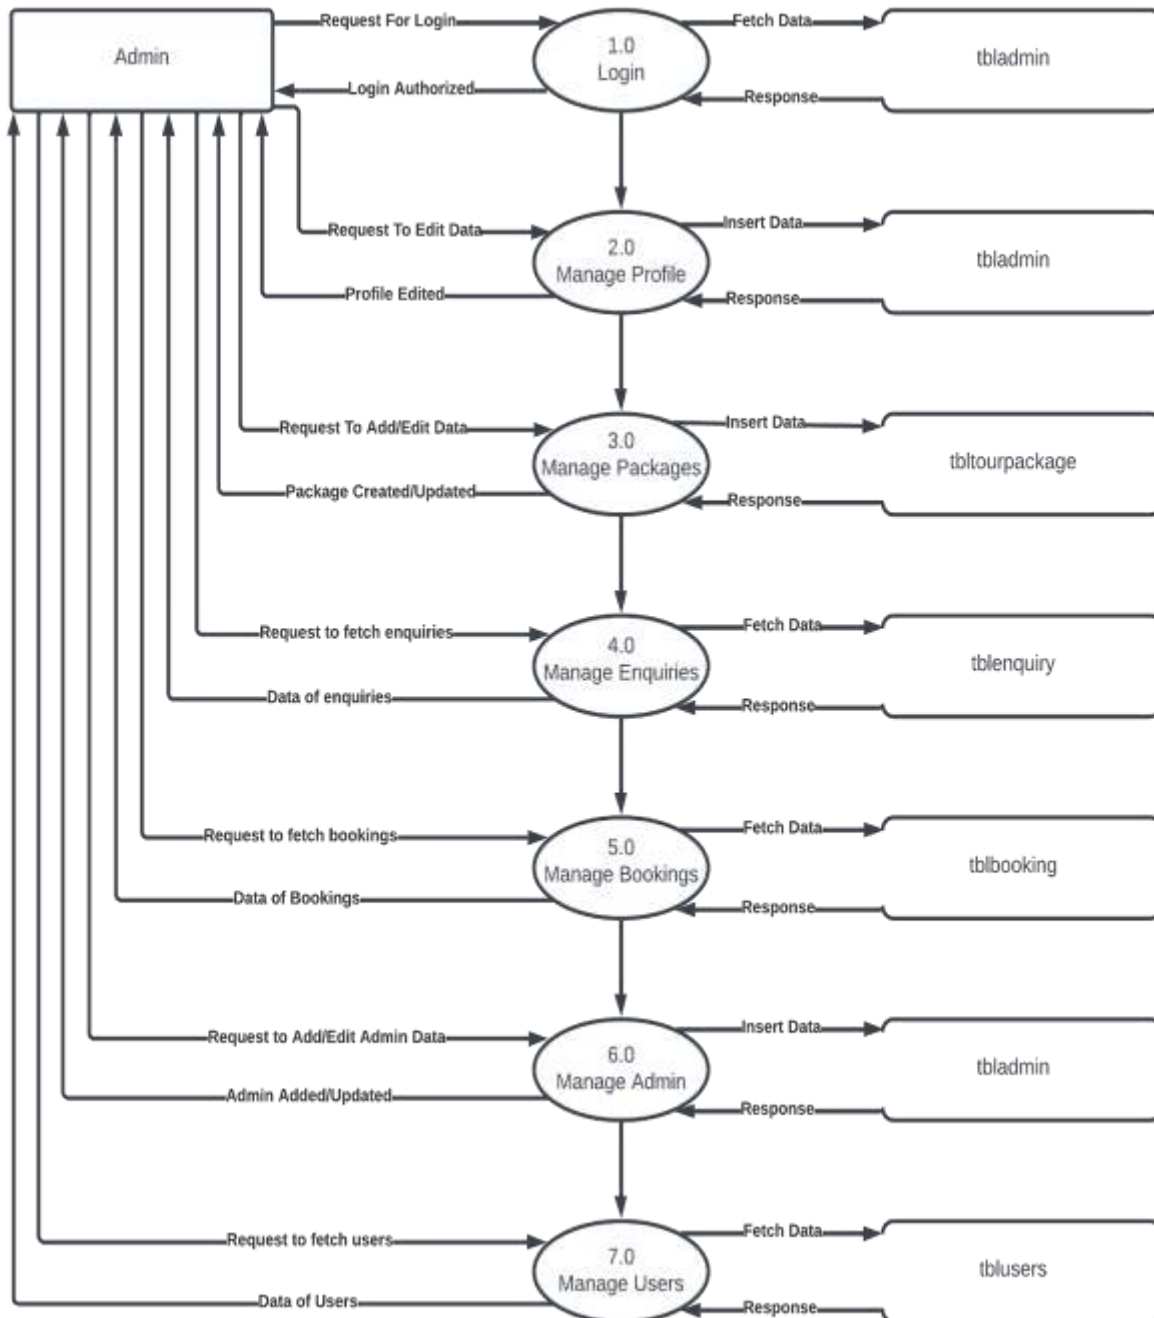 Request For Login
Fetch Data
Admin
1.0
Login
tbladmin
Login Authorized
Response
Request To Edit Data
Insert Data
2.0
Manage Profile
tbladmin
Profile Edited
Response
Request To Add/Edit Data
Insert Data
3.0
Manage Packages
tbltourpackage
Package Created/Updated
Response
Request to fetch enquiries
Fetch Data
4.0
Manage Enquiries
tblenquiry
Data of enquiries
Response
Request to fetch bookings
Fetch Data
5.0
Manage Bookings
tblbooking
Data of Bookings
Response
Request to Add/Edit Admin Data
Insert Data
6.0
Manage Admin
tbladmin
Admin Added/Updated
Response
Request to fetch users
Fetch Data
7.0
Manage Users
tblusers
Data of Users
Response